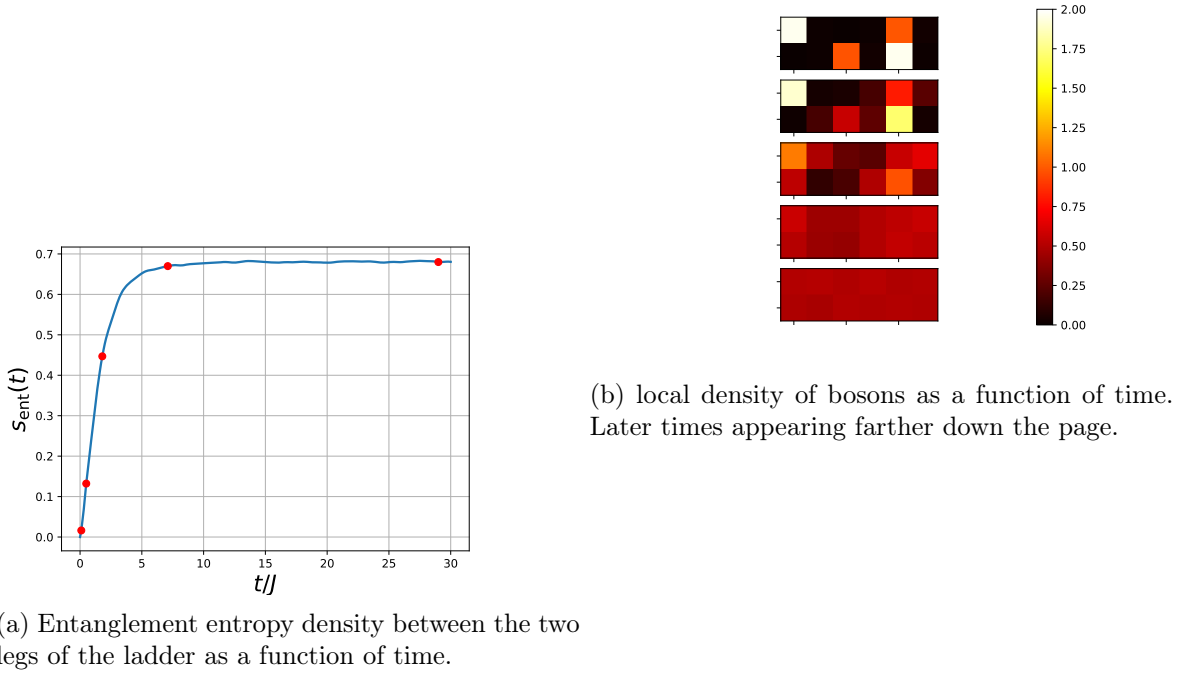 0.7
0.6
0.5
0.4
0.3
0.2
0.1
0.0
s_ent(t)
0 5 10 15 20 25 30
t/J
(a) Entanglement entropy density between the two
legs of the ladder as a function of time.
2.00
1.75
1.50
1.25
1.00
0.75
0.50
0.25
0.00
(b) local density of bosons as a function of time.
Later times appearing farther down the page.